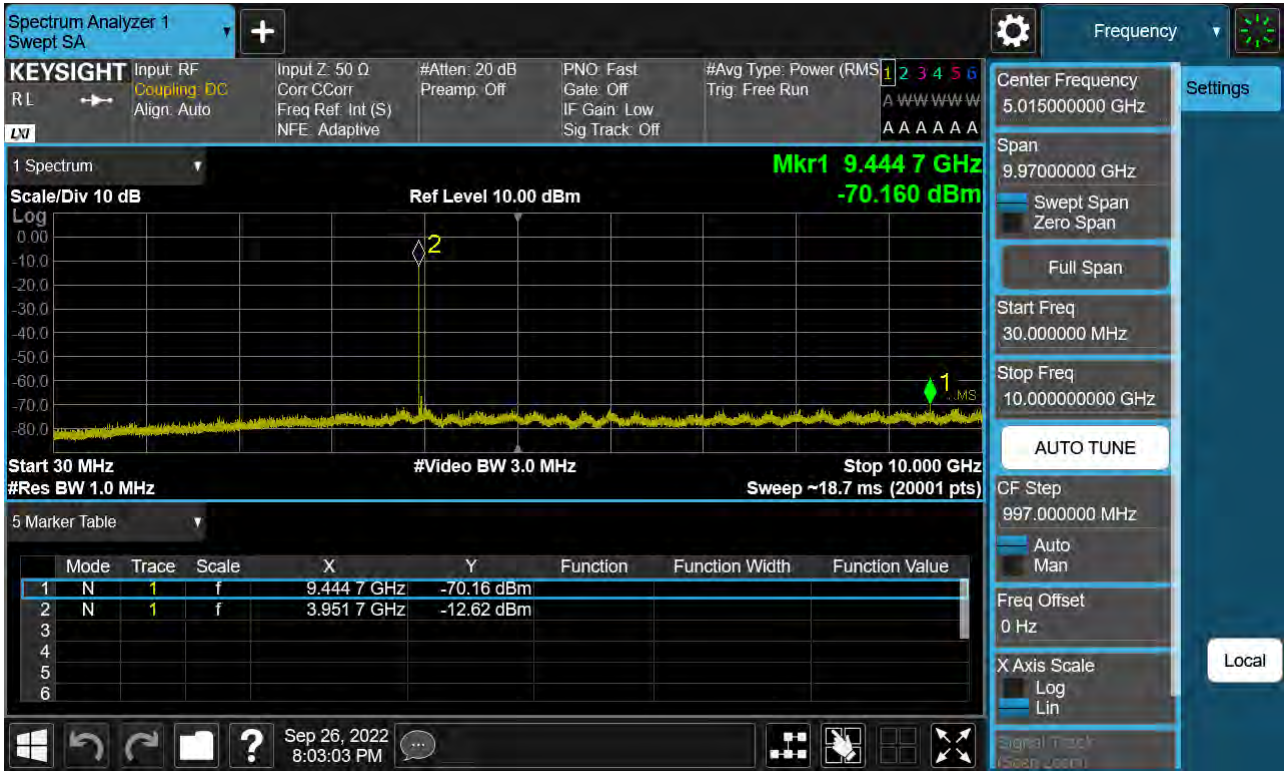 Spectrum Analyzer 1
Swept SA
+
Frequency
KEYSIGHT
RL
LXI
Input: RF
Coupling: DC
Align: Auto
Input Z: 50 Ω
Corr CCorr
Freq Ref: Int (S)
NFE: Adaptive
#Atten: 20 dB
Preamp: Off
PNO: Fast
Gate: Off
IF Gain: Low
Sig Track: Off
#Avg Type: Power (RMS
Trig: Free Run
1 2 3 4 5 6
A W W W W W
A A A A A A
1 Spectrum
Mkr1 9.444 7 GHz
Scale/Div 10 dB
Ref Level 10.00 dBm
-70.160 dBm
Log
0.00
-10.0
-20.0
-30.0
-40.0
-50.0
-60.0
-70.0
-80.0
2
1
Start 30 MHz
#Video BW 3.0 MHz
Stop 10.000 GHz
#Res BW 1.0 MHz
Sweep ~18.7 ms (20001 pts)
5 Marker Table
Mode Trace Scale X Y Function Function Width Function Value
1 N 1 f 9.444 7 GHz -70.16 dBm
2 N 1 f 3.951 7 GHz -12.62 dBm
3
4
5
6
Center Frequency
5.015000000 GHz
Settings
Span
9.97000000 GHz
Swept Span
Zero Span
Full Span
Start Freq
30.000000 MHz
Stop Freq
10.000000000 GHz
AUTO TUNE
CF Step
997.000000 MHz
Auto
Man
Freq Offset
0 Hz
X Axis Scale
Log
Lin
Signal Track
(Span Zoom)
Local
?
Sep 26, 2022
8:03:03 PM